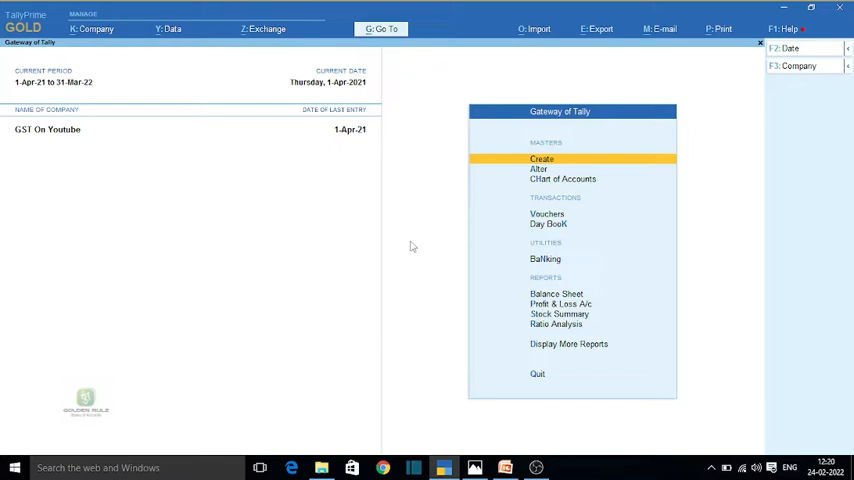 TallyPrime
GOLD
MANAGE
K: Company
Y: Data
Z: Exchange
G: Go To
O: Import
E: Export
M: E-mail
P: Print
F1: Help
Gateway of Tally
F2: Date
F3: Company
CURRENT PERIOD
CURRENT DATE
1-Apr-21 to 31-Mar-22
Thursday, 1-Apr-2021
NAME OF COMPANY
DATE OF LAST ENTRY
GST On Youtube
1-Apr-21
Gateway of Tally
MASTERS
Create
Alter
CHart of Accounts
TRANSACTIONS
Vouchers
Day BooK
UTILITIES
BaNking
REPORTS
Balance Sheet
Profit & Loss A/c
Stock Summary
Ratio Analysis
Display More Reports
Quit
GOLDEN RULE
Search the web and Windows
ENG
12:20
24-02-2022